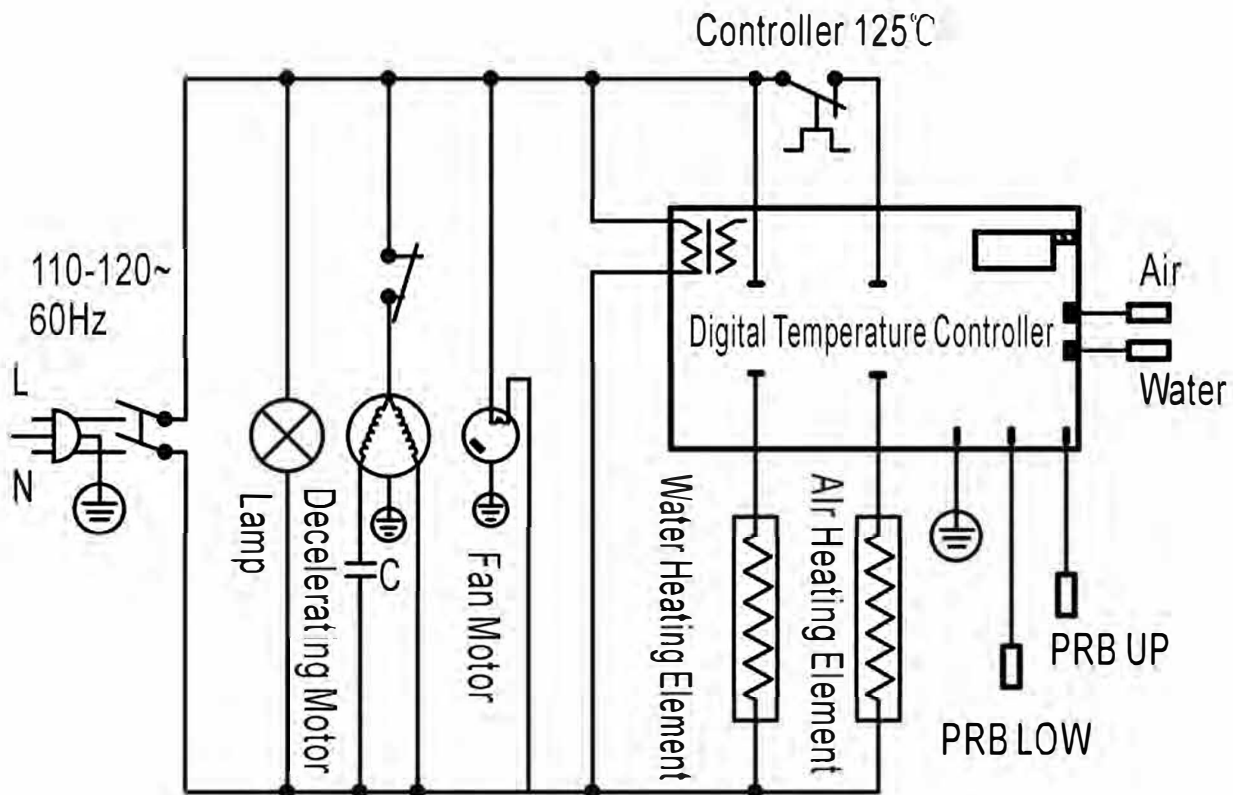 Controller 125℃
110-120~
60Hz
L
N
Air
Water
Digital Temperature Controller
Lamp
Decelerating Motor
C
Fan Motor
Water Heating Element
AIr Heating Element
PRB UP
PRB LOW